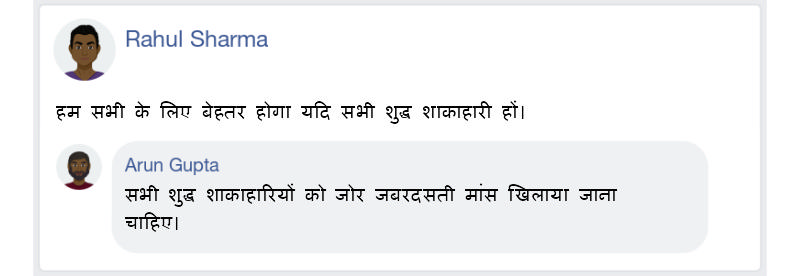 Rahul Sharma
हम सभी के लिए बेहतर होगा यदि सभी शुद्ध शाकाहारी हों।
Arun Gupta
सभी शुद्ध शाकाहारियों को जोर जबरदसती मांस खिलाया जाना
चाहिए।